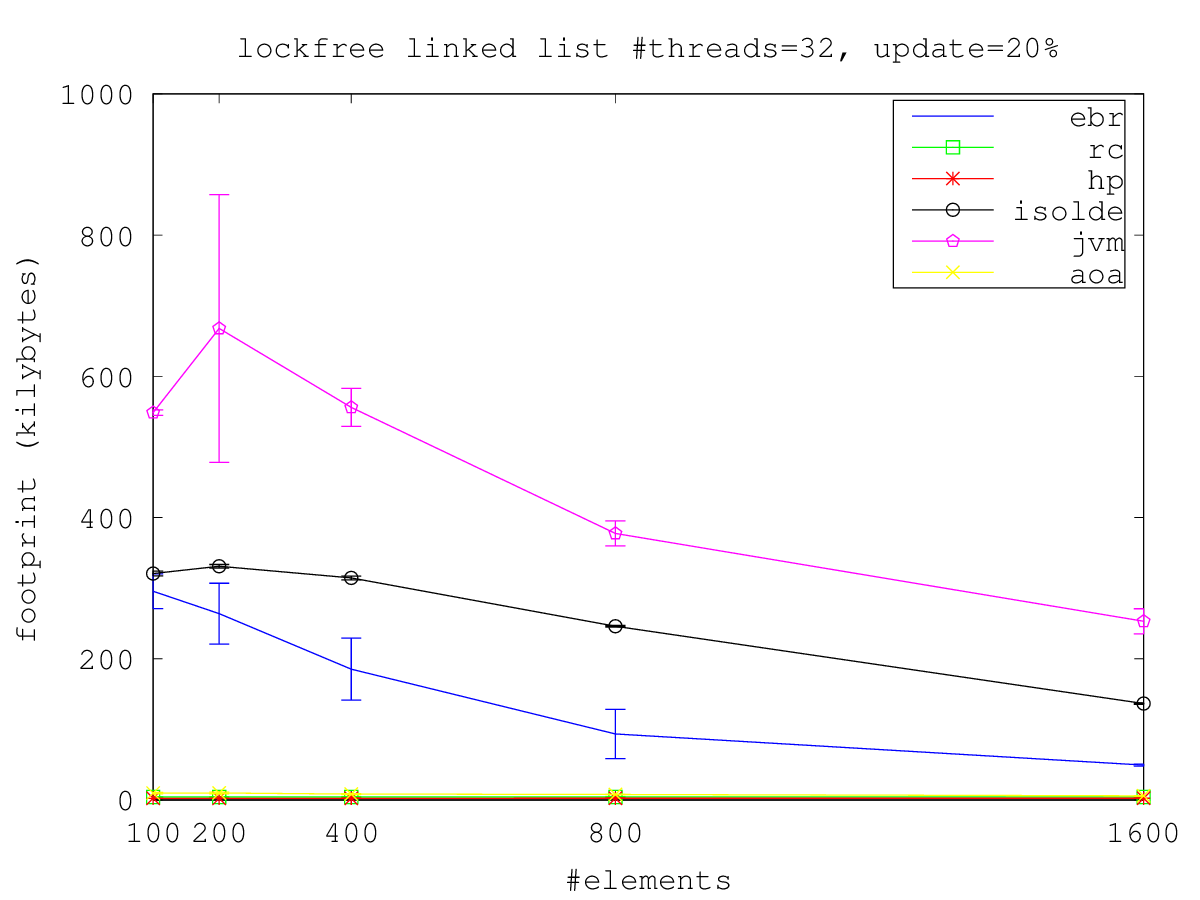 lockfree linked list #threads=32, update=20%
1000
800
600
400
200
0
footprint (kilybytes)
ebr
rc
hp
isolde
jvm
aoa
100 200 400 800 1600
#elements